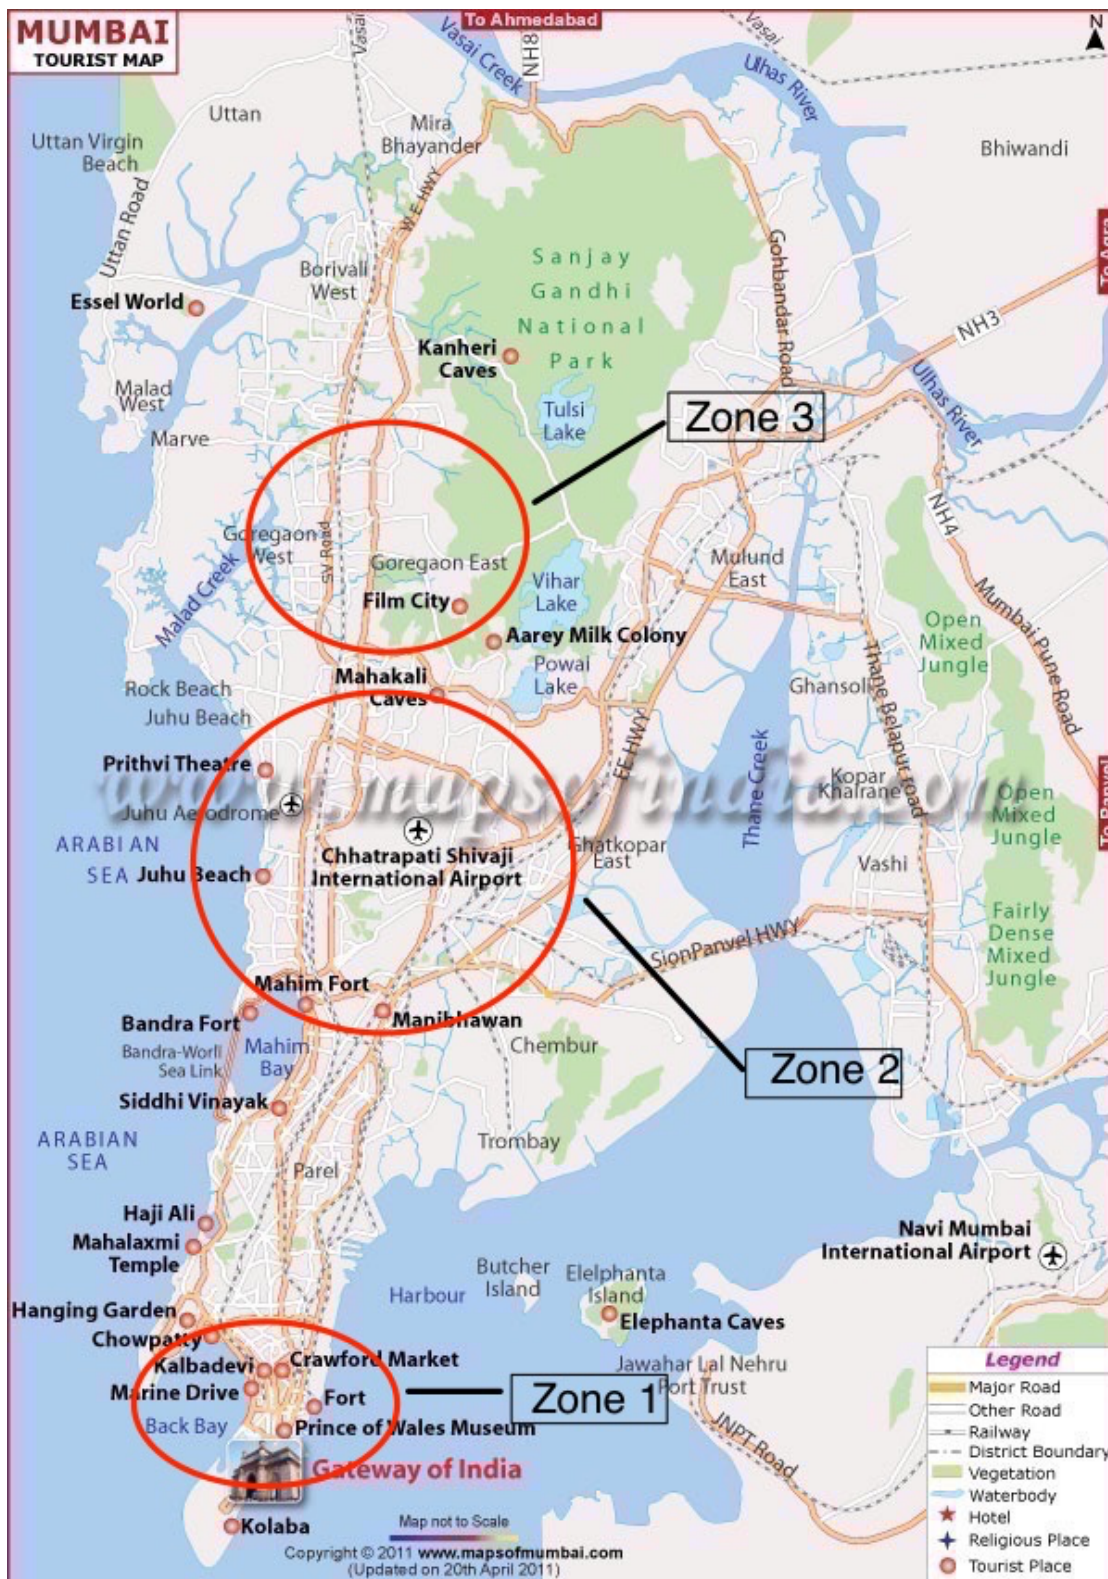 MUMBAI
TOURIST MAP
To Ahmedabad
N
Vasai
Vasai Creek
NH8
Vasai
Ulhas River
Uttan
Mira
Bhayander
Uttan Virgin
Beach
Bhiwandi
Uttan Road
W E HWY
To Agra
Sanjay
Gandhi
National
Park
Borivall
West
Gohbandar Road
Essel World
NH3
Kanheri
Caves
Ulhas River
Malad
West
Tulsi
Lake
Zone 3
Marve
NH4
SV Road
Goregaon
West
Goregaon East
Mulund
East
Malad Creek
Vihar
Lake
Film City
Mumbai Pune Road
Open
Mixed
Jungle
Aarey Milk Colony
Powai
Lake
Mahakali
Caves
Rock Beach
Juhu Beach
Ghansoli
Thane Belapur road
EE HWY
Prithvi Theatre
To Panvel
www.mapsofindia.com
Thane Creek
Kopar
Khairane
Juhu Aerodrome
Open
Mixed
Jungle
ARABIAN
SEA
Chhatrapati Shivaji
International Airport
Ghatkopar
East
Vashi
Juhu Beach
Fairly
Dense
Mixed
Jungle
SionPanvel HWY
Mahim Fort
Bandra Fort
Manibhawan
Bandra-Worli
Sea Link
Mahim
Bay
Chembur
Zone 2
Siddhi Vinayak
ARABIAN
SEA
Trombay
Parel
Haji Ali
Mahalaxmi
Temple
Navi Mumbai
International Airport
Butcher
Island
Elelphanta
Island
Harbour
Hanging Garden
Elephanta Caves
Chowpatty
Kalbadevi
Crawford Market
Jawahar Lal Nehru
Port Trust
Marine Drive
Fort
Zone 1
Back Bay
Prince of Wales Museum
JNPT Road
Gateway of India
Kolaba
Map not to Scale
Copyright © 2011 www.mapsofmumbai.com
(Updated on 20th April 2011)
Legend
Major Road
Other Road
Railway
District Boundary
Vegetation
Waterbody
Hotel
Religious Place
Tourist Place